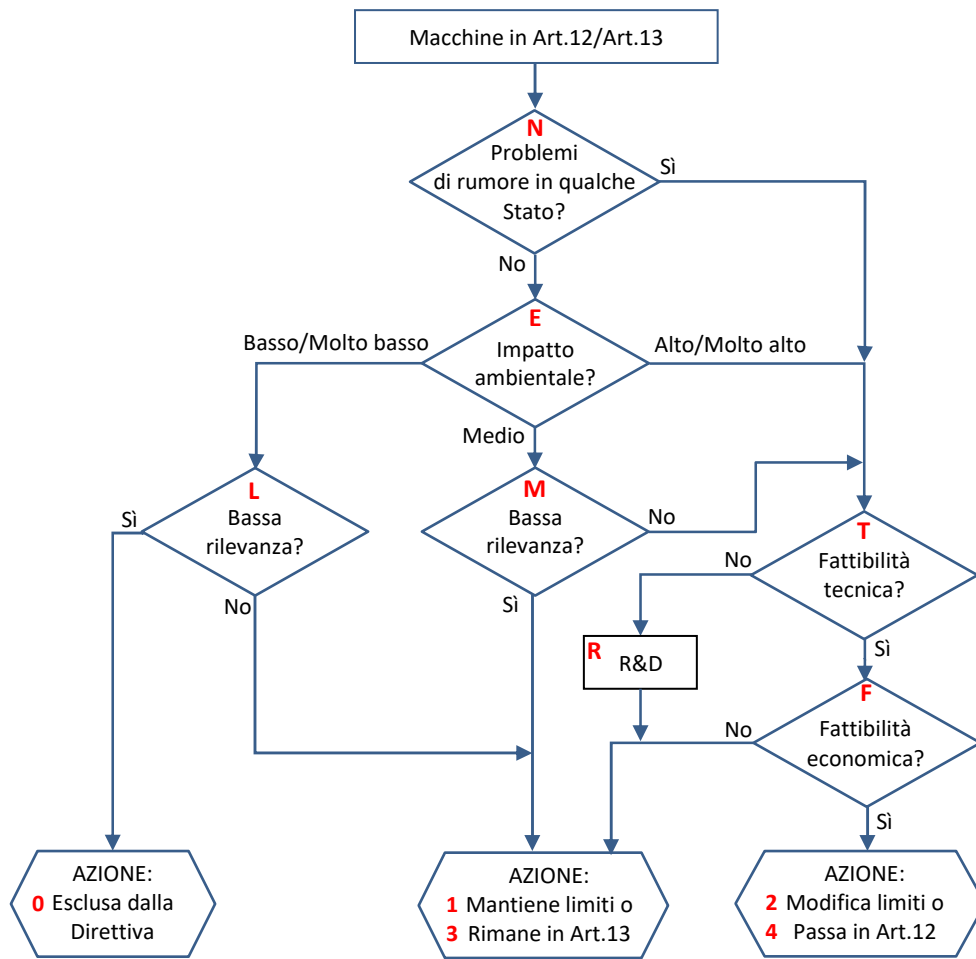 Macchine in Art.12/Art.13
N
Problemi
di rumore in qualche
Stato?
Sì
No
E
Impatto
ambientale?
Basso/Molto basso
Alto/Molto alto
Medio
L
Bassa
rilevanza?
Sì
No
M
Bassa
rilevanza?
No
Sì
T
Fattibilità
tecnica?
No
Sì
R
R&D
F
Fattibilità
economica?
No
Sì
AZIONE:
0 Esclusa dalla
Direttiva
AZIONE:
1 Mantiene limiti o
3 Rimane in Art.13
AZIONE:
2 Modifica limiti o
4 Passa in Art.12